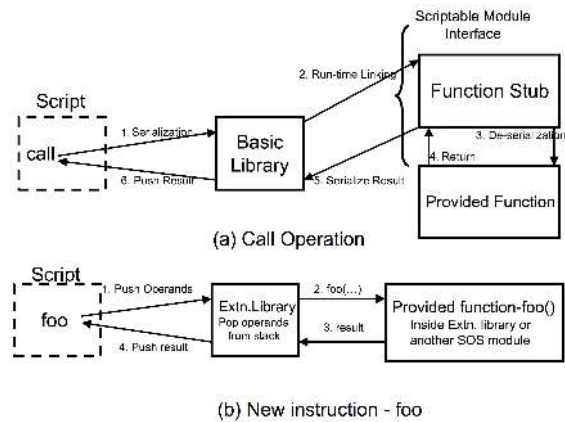 Scriptable Module
Interface
Script
call
1. Serialization
6. Push Result
Basic
Library
2. Run-time Linking
5. Serialize Result
Function Stub
3. De-serialization
4. Return
Provided Function
(a) Call Operation
Script
foo
1. Push Operands
4. Push result
Extn.Library
Pop operands
from stack
2. foo(...)
3. result
Provided function-foo()
Inside Extn. library or
another SOS module
(b) New instruction - foo